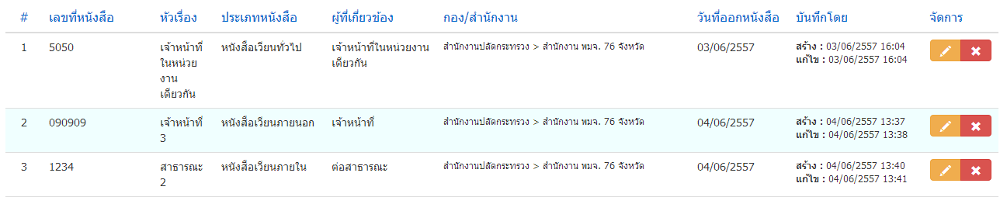 # เลขที่หนังสือ หัวเรื่อง ประเภทหนังสือ ผู้ที่เกี่ยวข้อง กอง/สำนักงาน วันที่ออกหนังสือ บันทึกโดย จัดการ
1 5050 เจ้าหน้าที่ หนังสือเวียนทั่วไป เจ้าหน้าที่ในหน่วยงาน สำนักงานปลัดกระทรวง > สำนักงาน พมจ. 76 จังหวัด 03/06/2557 สร้าง : 03/06/2557 16:04
ในหน่วย เดียวกัน แก้ไข : 03/06/2557 16:04
งาน
เดียวกัน
2 090909 เจ้าหน้าที่ หนังสือเวียนภายนอก เจ้าหน้าที่ สำนักงานปลัดกระทรวง > สำนักงาน พมจ. 76 จังหวัด 04/06/2557 สร้าง : 04/06/2557 13:37
3 แก้ไข : 04/06/2557 13:38
3 1234 สาธารณะ หนังสือเวียนภายใน ต่อสาธารณะ สำนักงานปลัดกระทรวง > สำนักงาน พมจ. 76 จังหวัด 04/06/2557 สร้าง : 04/06/2557 13:40
2 แก้ไข : 04/06/2557 13:41